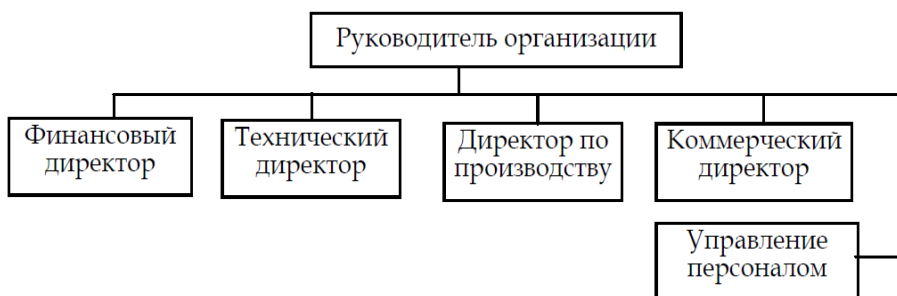 Руководитель организации
Финансовый
директор
Технический
директор
Директор по
производству
Коммерческий
директор
Управление
персоналом